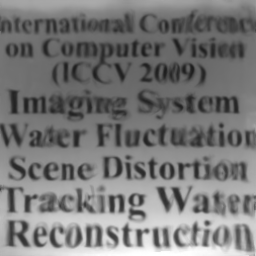 International Conference
on Computer Vision
(ICCV 2009)
Imaging System
Water Fluctuation
Scene Distortion
Tracking Water
Reconstruction